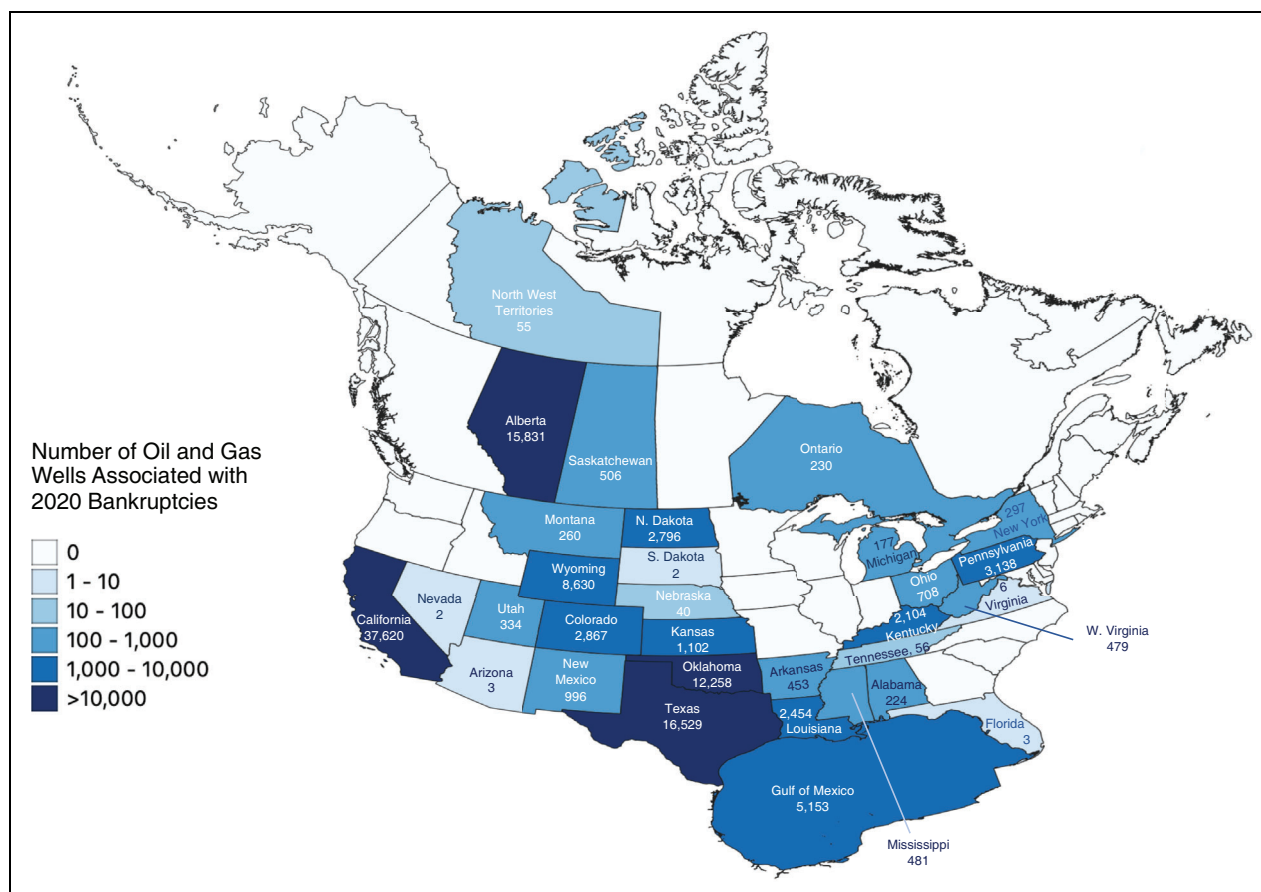 North West
Territories
55
Alberta
15,831
Saskatchewan
506
Ontario
230
Number of Oil and Gas
Wells Associated with
2020 Bankruptcies
0
1 - 10
10 - 100
100 - 1,000
1,000 - 10,000
>10,000
Montana
260
N. Dakota
2,796
S. Dakota
2
Wyoming
8,630
Nebraska
40
177
Michigan
297
New York
Pennsylvania
3,138
Ohio
708
6
Virginia
W. Virginia
479
2,104
Kentucky
Tennessee, 56
California
37,620
Nevada
2
Utah
334
Colorado
2,867
Kansas
1,102
Arizona
3
New
Mexico
996
Oklahoma
12,258
Texas
16,529
Arkansas
453
2,454
Louisiana
Alabama
224
Florida
3
Gulf of Mexico
5,153
Mississippi
481